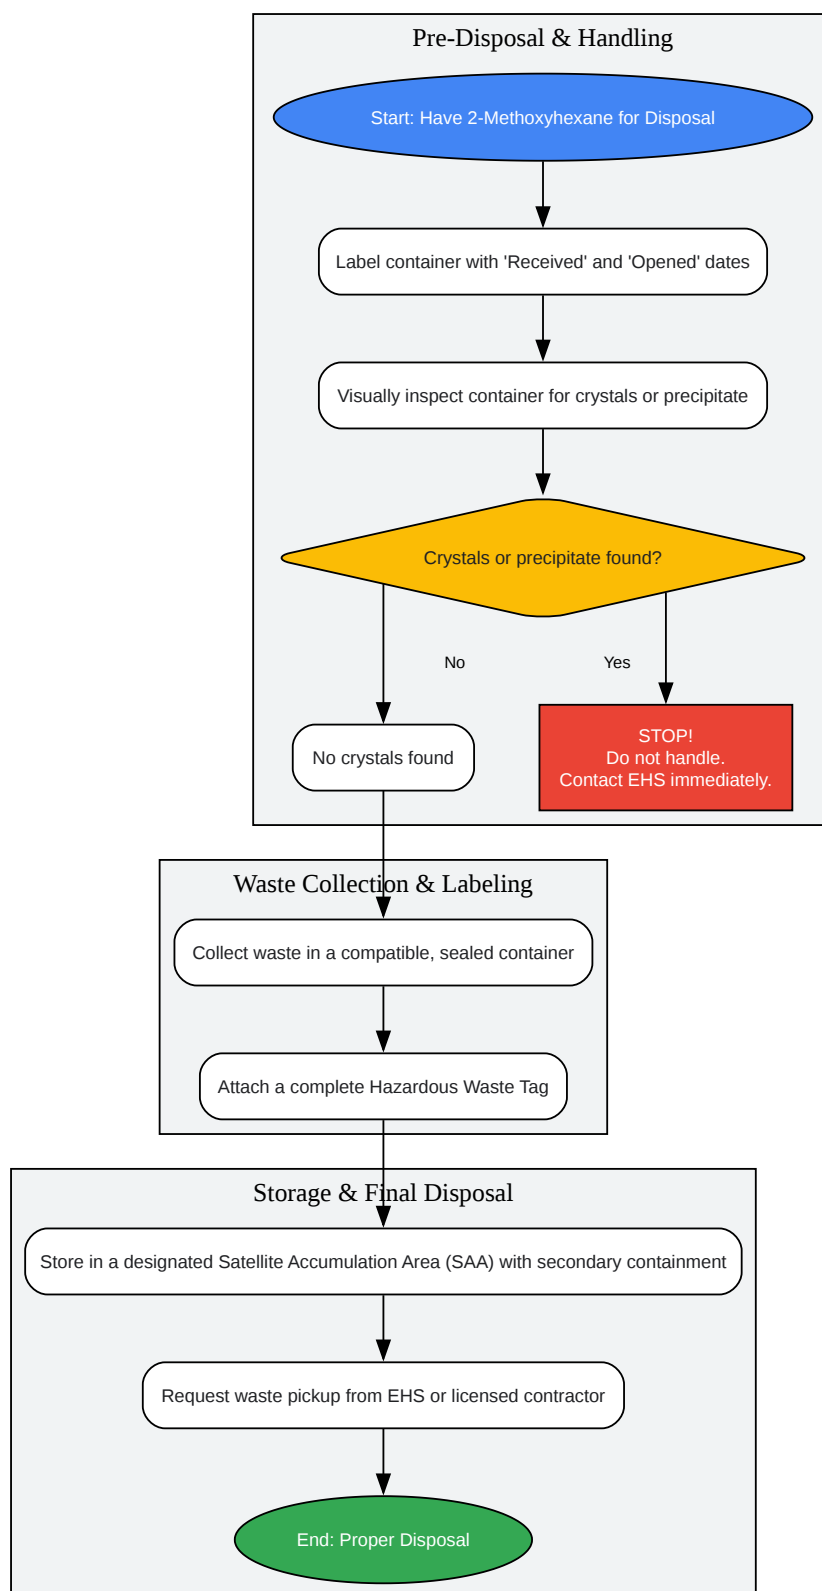 Pre-Disposal & Handling
Start: Have 2-Methoxyhexane for Disposal
Label container with 'Received' and 'Opened' dates
Visually inspect container for crystals or precipitate
Crystals or precipitate found?
No
Yes
No crystals found
STOP!
Do not handle.
Contact EHS immediately.
Waste Collection & Labeling
Collect waste in a compatible, sealed container
Attach a complete Hazardous Waste Tag
Storage & Final Disposal
Store in a designated Satellite Accumulation Area (SAA) with secondary containment
Request waste pickup from EHS or licensed contractor
End: Proper Disposal